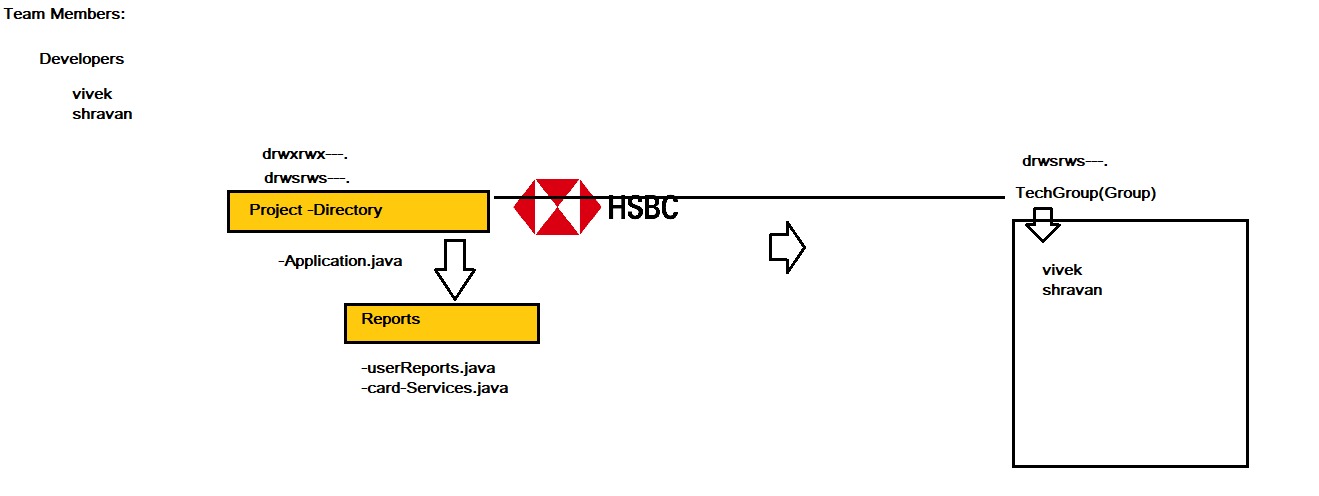 Team Members:
Developers
vivek
shravan
drwxrwx---.
drwsrws---.
Project -Directory
HSBC
drwsrws---.
TechGroup(Group)
-Application.java
vivek
shravan
Reports
-userReports.java
-card-Services.java